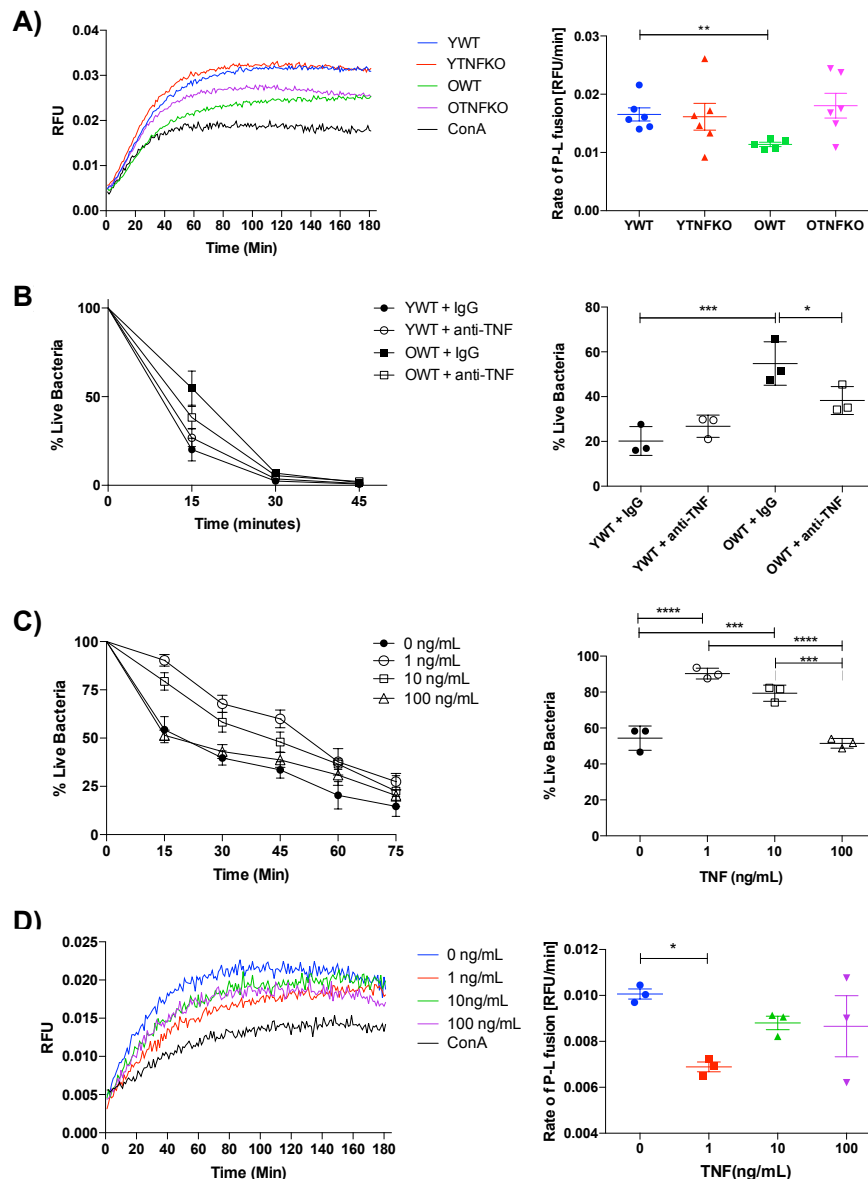 A)
0.04
0.03
0.02
0.01
0.00
RFU
0 20 40 60 80 100 120 140 160 180
Time (Min)
YWT
YTNFKO
OWT
OTNFKO
ConA
**
0.03
0.02
0.01
0.00
Rate of P-L fusion [RFU/min]
YWT YTNFKO OWT OTNFKO
B
100
50
0
% Live Bacteria
0 15 30 45
Time (minutes)
YWT + IgG
YWT + anti-TNF
OWT + IgG
OWT + anti-TNF
*** *
80
60
40
20
0
% Live Bacteria
YWT + IgG
YWT + anti-TNF
OWT + IgG
OWT + anti-TNF
C)
100
75
50
25
0
% Live Bacteria
0 15 30 45 60 75
Time (Min)
0 ng/mL
1 ng/mL
10 ng/mL
100 ng/mL
****
***
****
***
100
80
60
40
20
0
% Live Bacteria
0 1 10 100
TNF (ng/mL)
D)
0.025
0.020
0.015
0.010
0.005
0.000
RFU
0 20 40 60 80 100 120 140 160 180
Time (Min)
0 ng/mL
1 ng/mL
10ng/mL
100 ng/mL
ConA
*
0.012
0.010
0.008
0.006
0.004
Rate of P-L fusion [RFU/min]
0 1 10 100
TNF(ng/mL)